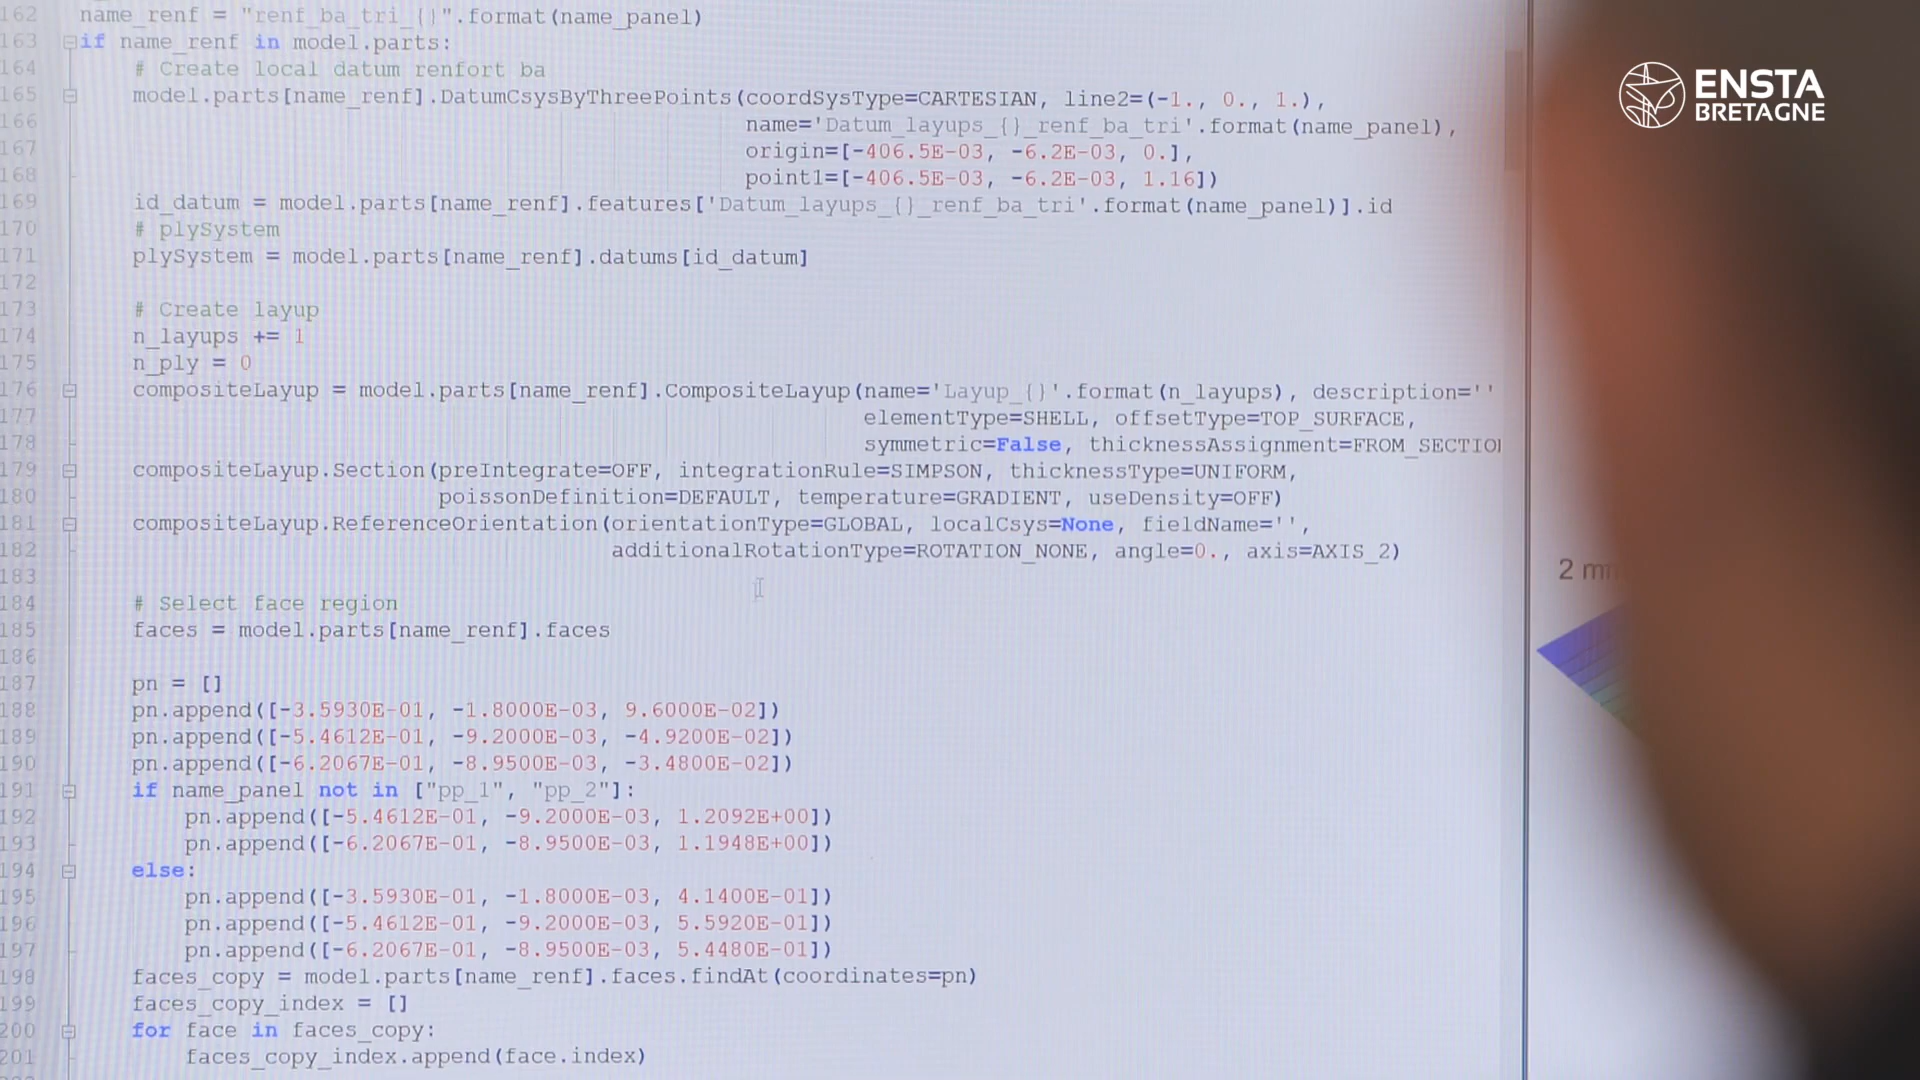 162 name_renf = "renf_ba_tri_{}".format(name_panel)
163 if name_renf in model.parts:
164 # Create local datum renfort ba
165 model.parts[name_renf].DatumCsysByThreePoints(coordSysType=CARTESIAN, line2=(-1., 0., 1.),
166 name='Datum_layups_{}_renf_ba_tri'.format(name_panel),
167 origin=[-406.5E-03, -6.2E-03, 0.],
168 point1=[-406.5E-03, -6.2E-03, 1.16])
169 id_datum = model.parts[name_renf].features['Datum_layups_{}_renf_ba_tri'.format(name_panel)].id
170 # plySystem
171 plySystem = model.parts[name_renf].datums[id_datum]
172
173 # Create layup
174 n_layups += 1
175 n_ply = 0
176 compositeLayup = model.parts[name_renf].CompositeLayup(name='Layup_{}'.format(n_layups), description=''
177 elementType=SHELL, offsetType=TOP_SURFACE,
178 symmetric=False, thicknessAssignment=FROM_SECTIO
179 compositeLayup.Section(preIntegrate=OFF, integrationRule=SIMPSON, thicknessType=UNIFORM,
180 poissonDefinition=DEFAULT, temperature=GRADIENT, useDensity=OFF)
181 compositeLayup.ReferenceOrientation(orientationType=GLOBAL, localCsys=None, fieldName='',
182 additionalRotationType=ROTATION_NONE, angle=0., axis=AXIS_2)
183
184 # Select face region
185 faces = model.parts[name_renf].faces
186
187 pn = []
188 pn.append([-3.5930E-01, -1.8000E-03, 9.6000E-02])
189 pn.append([-5.4612E-01, -9.2000E-03, -4.9200E-02])
190 pn.append([-6.2067E-01, -8.9500E-03, -3.4800E-02])
191 if name_panel not in ["pp_1", "pp_2"]:
192 pn.append([-5.4612E-01, -9.2000E-03, 1.2092E+00])
193 pn.append([-6.2067E-01, -8.9500E-03, 1.1948E+00])
194 else:
195 pn.append([-3.5930E-01, -1.8000E-03, 4.1400E-01])
196 pn.append([-5.4612E-01, -9.2000E-03, 5.5920E-01])
197 pn.append([-6.2067E-01, -8.9500E-03, 5.4480E-01])
198 faces_copy = model.parts[name_renf].faces.findAt(coordinates=pn)
199 faces_copy_index = []
200 for face in faces_copy:
201 faces_copy_index.append(face.index)
ENSTA
BRETAGNE
2